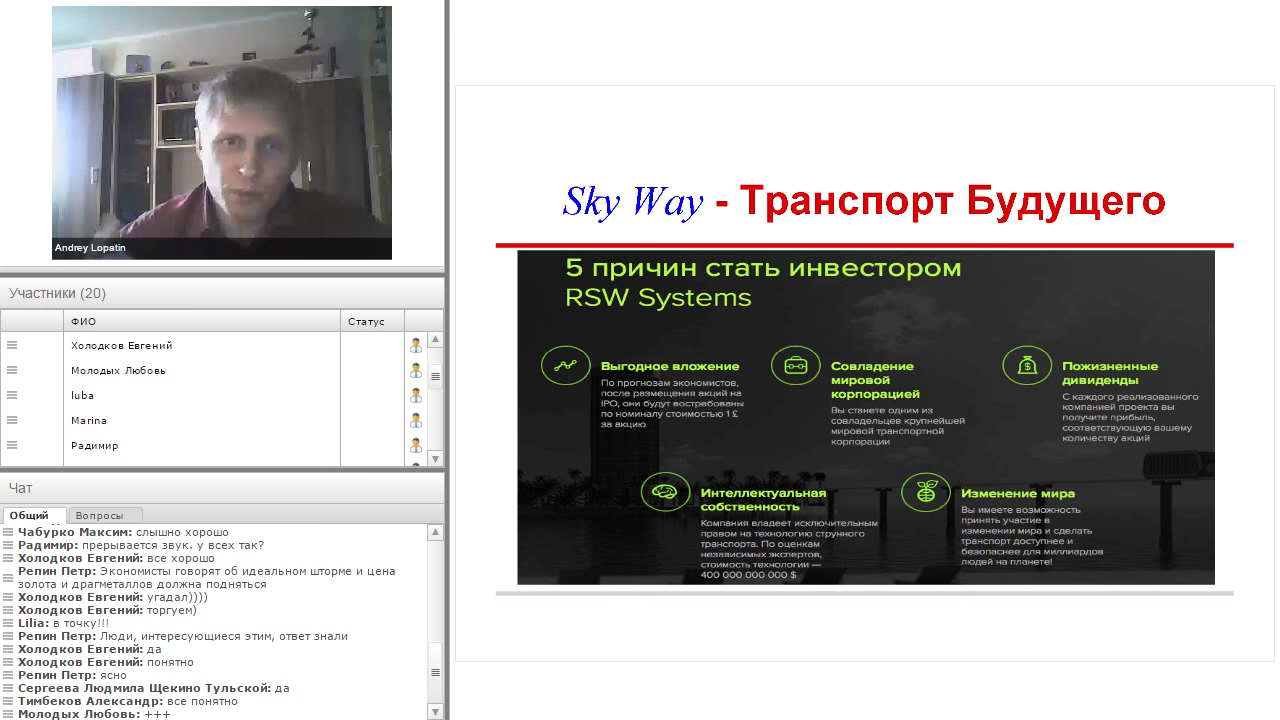 Andrey Lopatin
Участники (20)
ФИО
Статус
Холодков Евгений
Молодых Любовь
luba
Marina
Радимир
Чат
Общий
Вопросы
Чабурко Максим: слышно хорошо
Радимир: прерывается звук. у всех так?
Холодков Евгений: все хорошо
Репин Петр: Экономисты говорят об идеальном шторме и цена
золота и драгметаллов должна подняться
Холодков Евгений: угадал))))
Холодков Евгений: торгуем)
Lilia: в точку!!!
Репин Петр: Люди, интересующиеся этим, ответ знали
Холодков Евгений: да
Холодков Евгений: понятно
Репин Петр: ясно
Сергеева Людмила Щекино Тульской: да
Тимбеков Александр: все понятно
Молодых Любовь: +++
Sky Way - Транспорт Будущего
5 причин стать инвестором
RSW Systems
Выгодное вложение
По прогнозам экономистов,
после размещения акций на
IPO, они будут востребованы
по номиналу стоимостью 1 £
за акцию
Совладение
мировой
корпорацией
Вы станете одним из
совладельцев крупнейшей
мировой транспортной
корпорации
Пожизненные
дивиденды
С каждого реализованного
компанией проекта вы
получите прибыль,
соответствующую вашему
количеству акций
Интеллектуальная
собственность
Компания владеет исключительным
правом на технологию струнного
транспорта. По оценкам
независимых экспертов,
стоимость технологии —
400 000 000 000 $
Изменение мира
Вы имеете возможность
принять участие в
изменении мира и сделать
транспорт доступнее и
безопаснее для миллиардов
людей на планете!